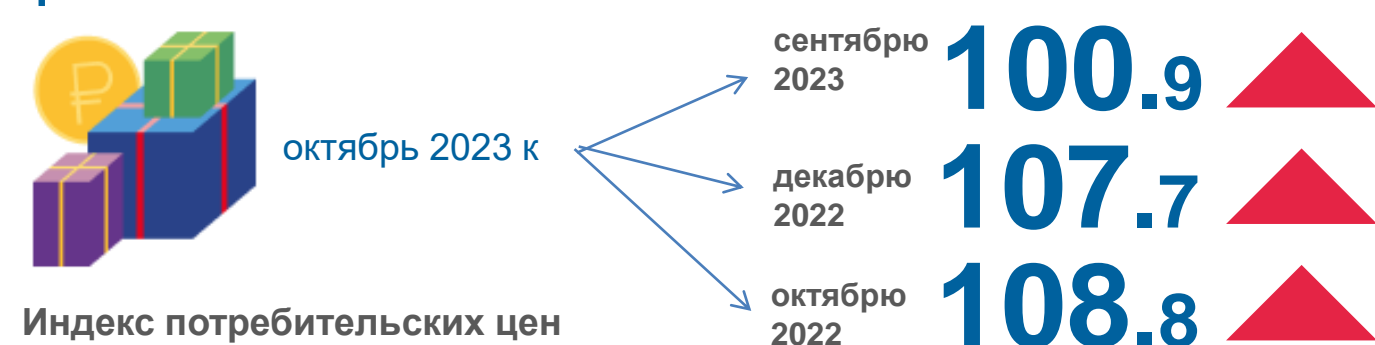 сентябрю
2023
100.9
октябрь 2023 к
декабрю
2022
107.7
октябрю
2022
108.8
Индекс потребительских цен